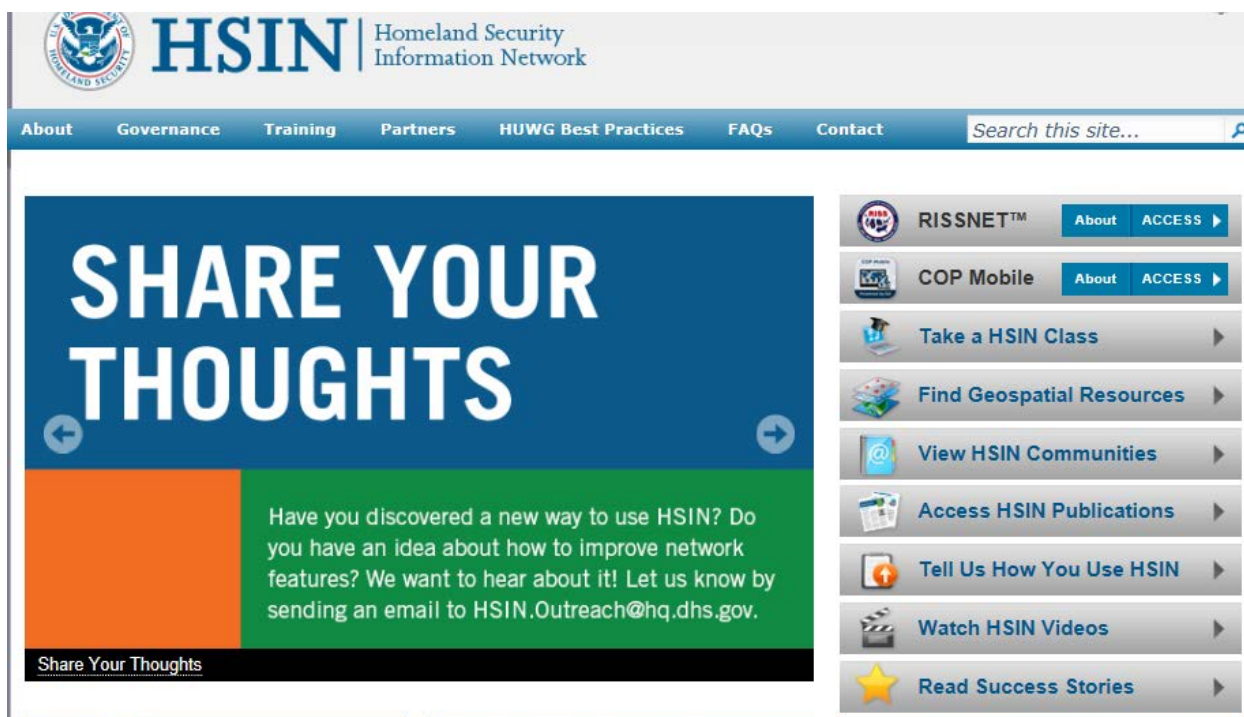 HSIN
Homeland Security
Information Network
About Governance Training Partners HUWG Best Practices FAQs Contact Search this site...
SHARE YOUR
THOUGHTS
Have you discovered a new way to use HSIN? Do
you have an idea about how to improve network
features? We want to hear about it! Let us know by
sending an email to HSIN.Outreach@hq.dhs.gov.
Share Your Thoughts
RISSNET™ About ACCESS
COP Mobile About ACCESS
Take a HSIN Class
Find Geospatial Resources
View HSIN Communities
Access HSIN Publications
Tell Us How You Use HSIN
Watch HSIN Videos
Read Success Stories